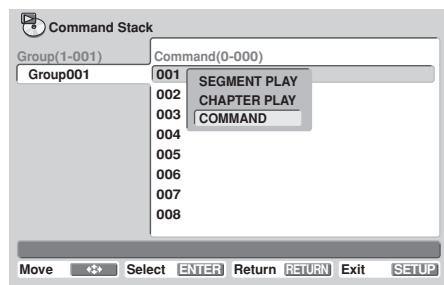 Command Stack
Group(1-001) Command(0-000)
Group001 001 SEGMENT PLAY
002 CHAPTER PLAY
003 COMMAND
004
005
006
007
008
Move Select ENTER Return RETURN Exit SETUP